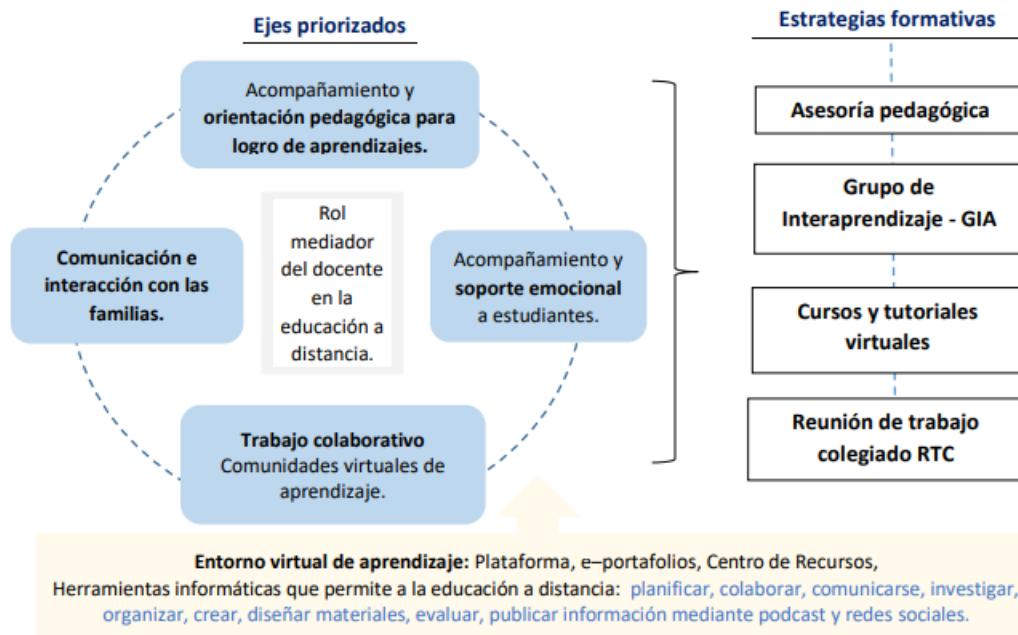 Ejes priorizados
Acompañamiento y
orientación pedagógica para
logro de aprendizajes.
Comunicación e
interacción con las
familias.
Rol
mediador
del docente
en la
educación a
distancia.
Acompañamiento y
soporte emocional
a estudiantes.
Trabajo colaborativo
Comunidades virtuales de
aprendizaje.
Estrategias formativas
Asesoría pedagógica
Grupo de
Interaprendizaje - GIA
Cursos y tutoriales
virtuales
Reunión de trabajo
colegiado RTC
Entorno virtual de aprendizaje: Plataforma, e–portafolios, Centro de Recursos,
Herramientas informáticas que permite a la educación a distancia: planificar, colaborar, comunicarse, investigar,
organizar, crear, diseñar materiales, evaluar, publicar información mediante podcast y redes sociales.